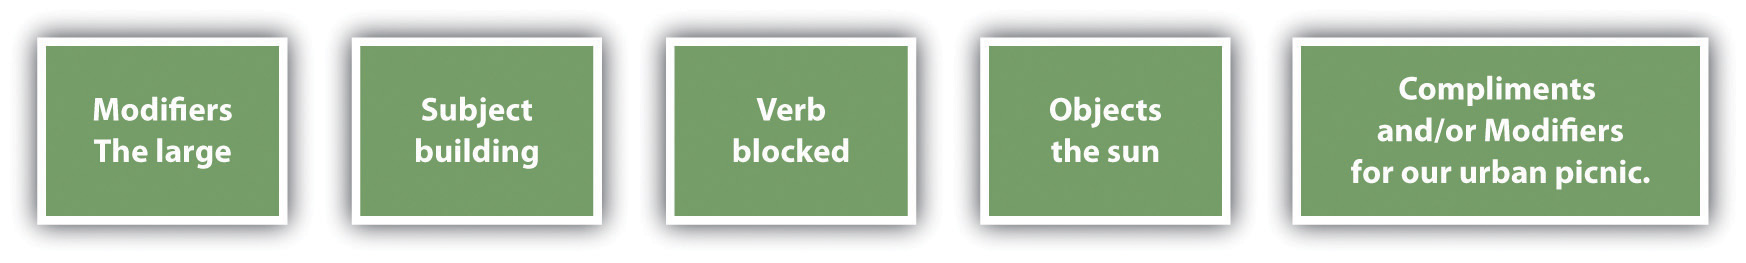 Modifiers
The large
Subject
building
Verb
blocked
Objects
the sun
Compliments
and/or Modifiers
for our urban picnic.